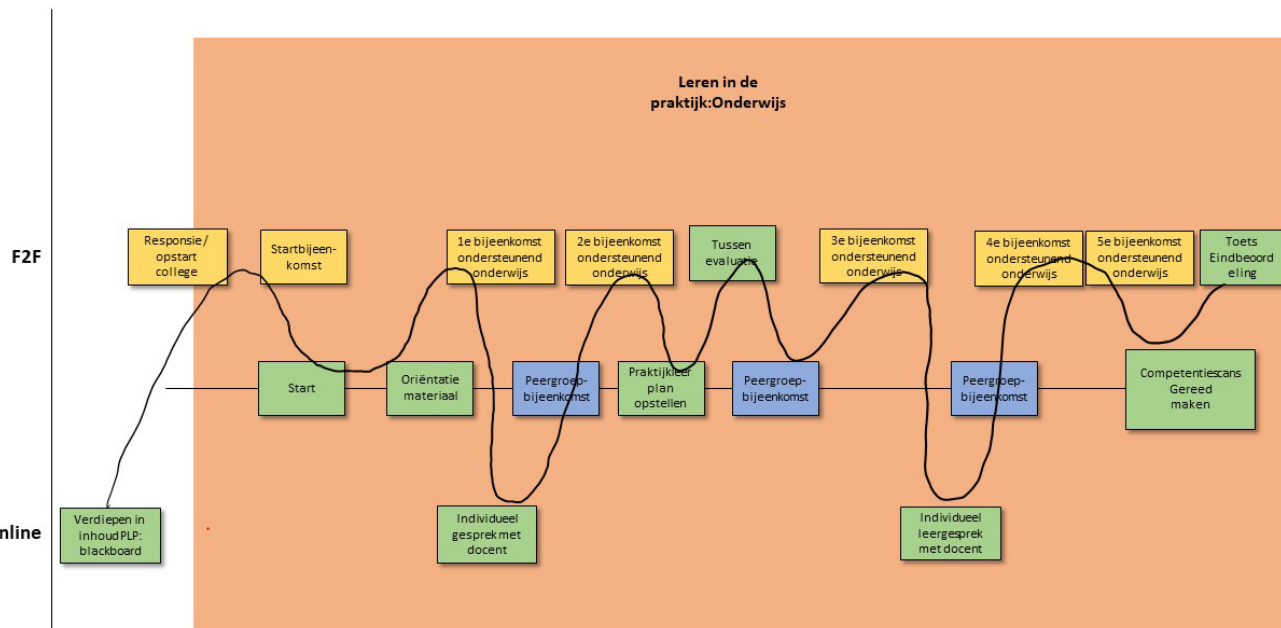 Leren in de
praktijk:Onderwijs
F2F
Responsie/
opstart
college
Startbijeen-
komst
1e bijeenkomst
ondersteunend
onderwijs
2e bijeenkomst
ondersteunend
onderwijs
Tussen
evaluatie
3e bijeenkomst
ondersteunend
onderwijs
4e bijeenkomst
ondersteunend
onderwijs
5e bijeenkomst
ondersteunend
onderwijs
Toets
Eindbeoord
eling
Start
Oriëntatie
materiaal
Peergroep-
bijeenkomst
Praktijkleer
plan
opstellen
Peergroep-
bijeenkomst
Peergroep-
bijeenkomst
Competentiescans
Gereed
maken
nline
Verdiepen in
inhoud PLP:
blackboard
Individueel
gesprek met
docent
Individueel
leergesprek
met docent